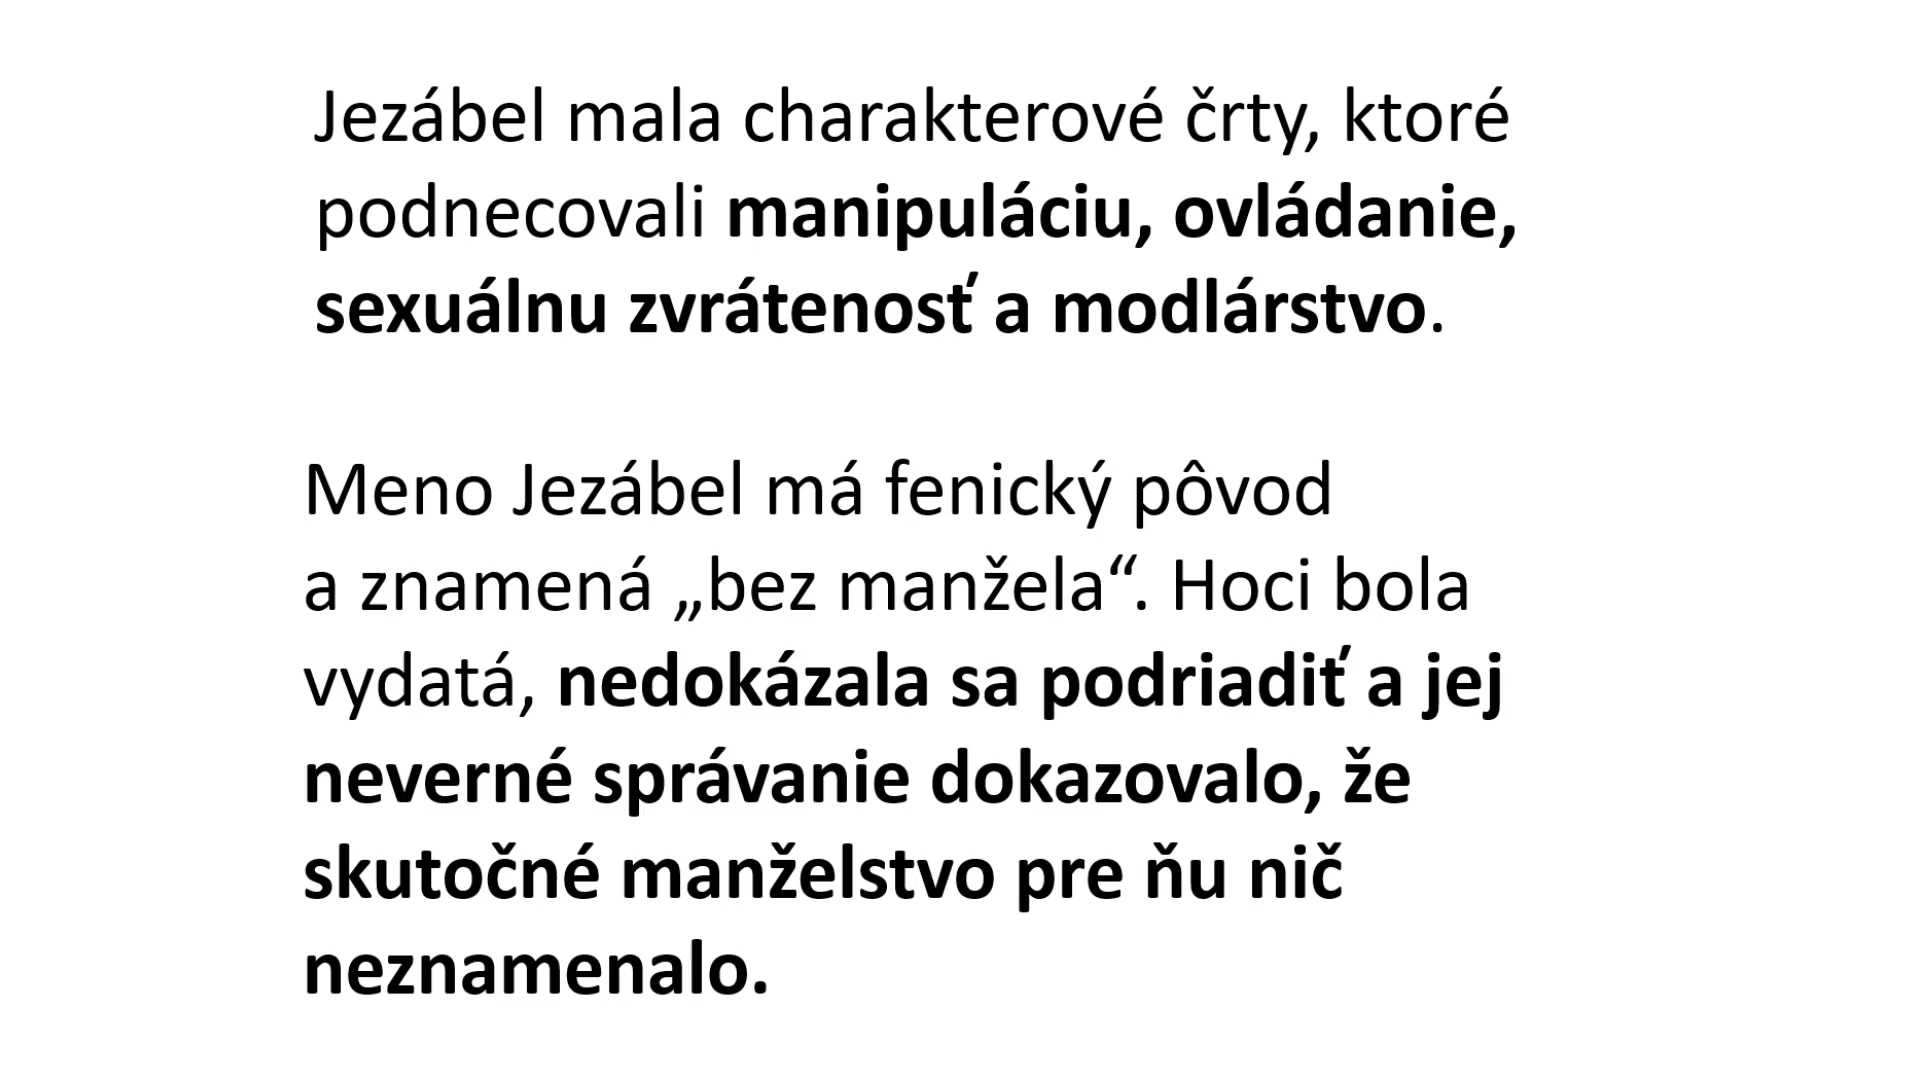 Jezábel mala charakterové črty, ktoré
podnecovali manipuláciu, ovládanie,
sexuálnu zvrátenosť a modlárstvo.
Meno Jezábel má fenický pôvod
a znamená „bez manžela“. Hoci bola
vydatá, nedokázala sa podriadiť a jej
neverné správanie dokazovalo, že
skutočné manželstvo pre ňu nič
neznamenalo.